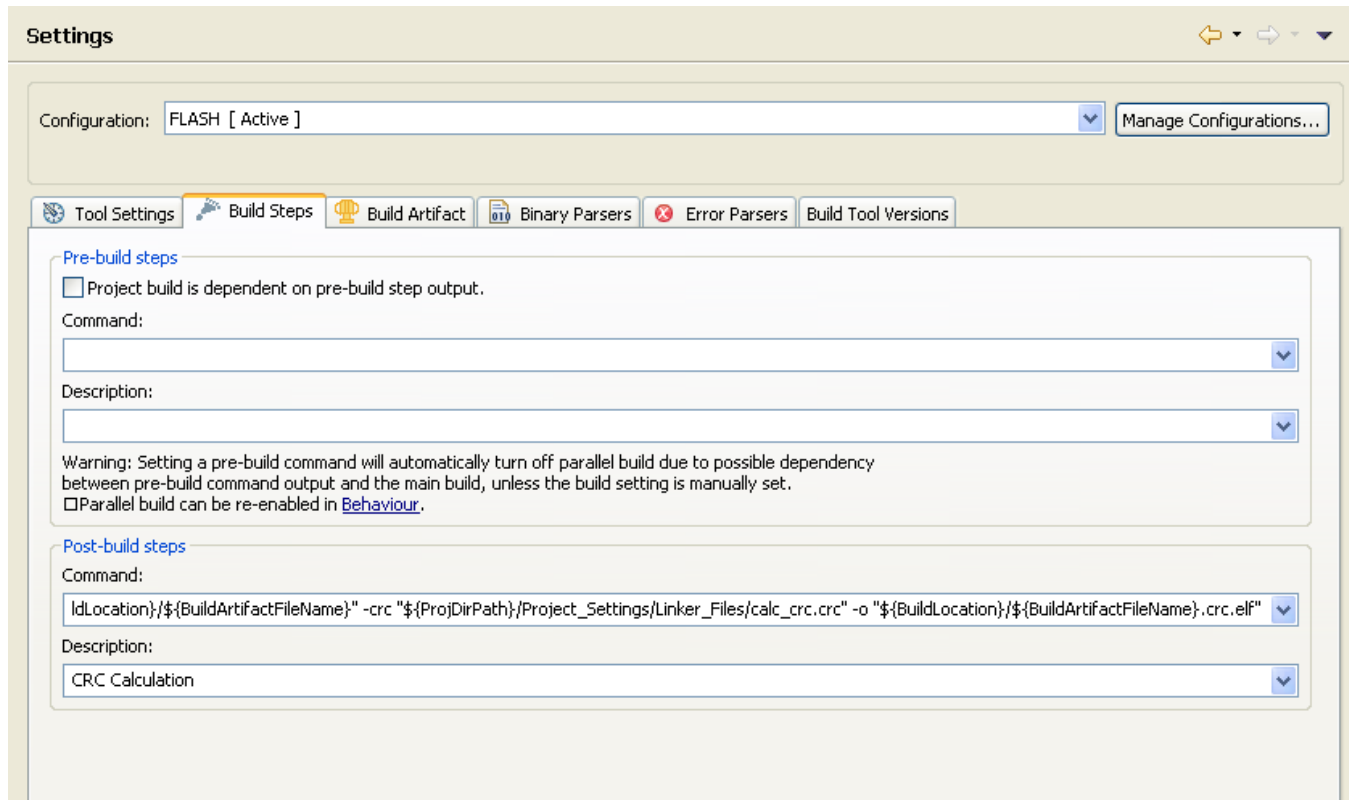 Settings
Configuration: FLASH [ Active ] Manage Configurations...
Tool Settings Build Steps Build Artifact 010 Binary Parsers Error Parsers Build Tool Versions
Pre-build steps
Project build is dependent on pre-build step output.
Command:
Description:
Warning: Setting a pre-build command will automatically turn off parallel build due to possible dependency
between pre-build command output and the main build, unless the build setting is manually set.
Parallel build can be re-enabled in Behaviour.
Post-build steps
Command:
ldLocation}/${BuildArtifactFileName}" -crc "${ProjDirPath}/Project_Settings/Linker_Files/calc_crc.crc" -o "${BuildLocation}/${BuildArtifactFileName}.crc.elf"
Description:
CRC Calculation